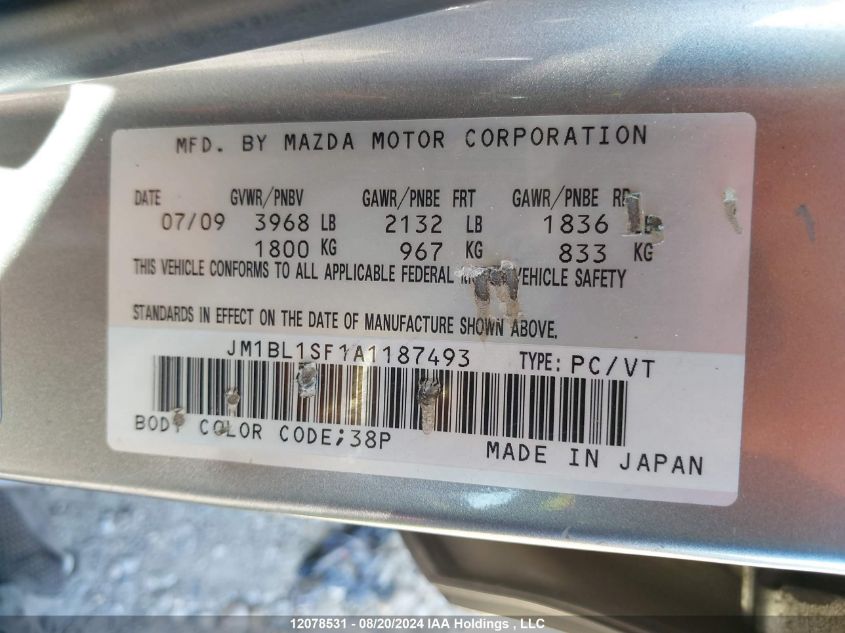 MFD. BY MAZDA MOTOR CORPORATION
DATE GVWR/PNBV GAWR/PNBE FRT GAWR/PNBE RR
07/09 3968 LB 2132 LB 1836 LB
1800 KG 967 KG 833 KG
THIS VEHICLE CONFORMS TO ALL APPLICABLE FEDERAL VEHICLE SAFETY
STANDARDS IN EFFECT ON THE DATE OF MANUFACTURE SHOWN ABOVE.
JM1BL1SF1A1187493 TYPE: PC/VT
BODY COLOR CODE;38P
MADE IN JAPAN
12078531 - 08/20/2024 IAA Holdings , LLC